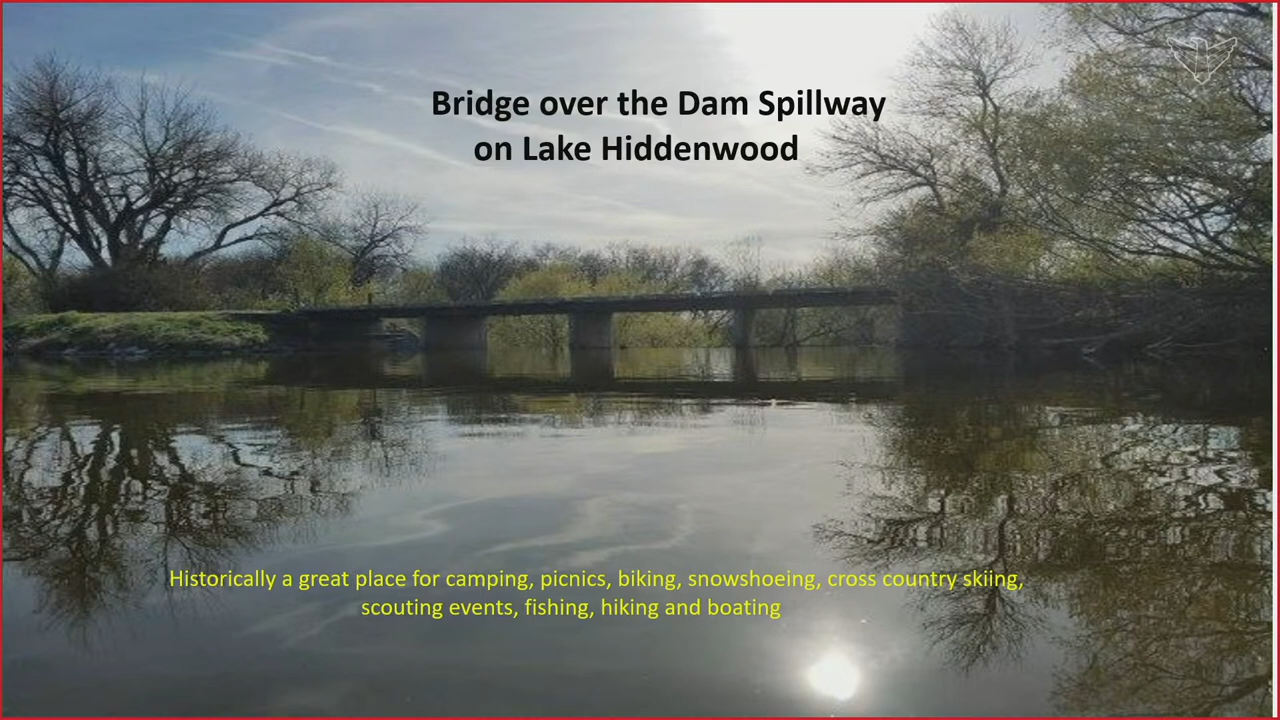 Bridge over the Dam Spillway
on Lake Hiddenwood
Historically a great place for camping, picnics, biking, snowshoeing, cross country skiing,
scouting events, fishing, hiking and boating